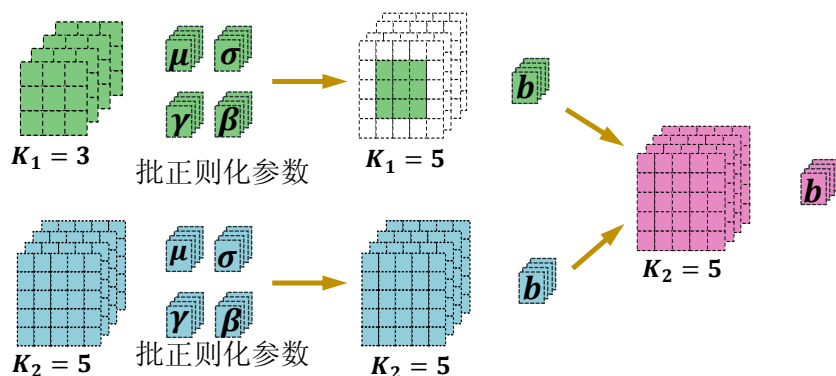 μ σ
γ β
b
K₁ = 3
批正则化参数
K₁ = 5
b
K₂ = 5
μ σ
γ β
b
K₂ = 5
批正则化参数
K₂ = 5